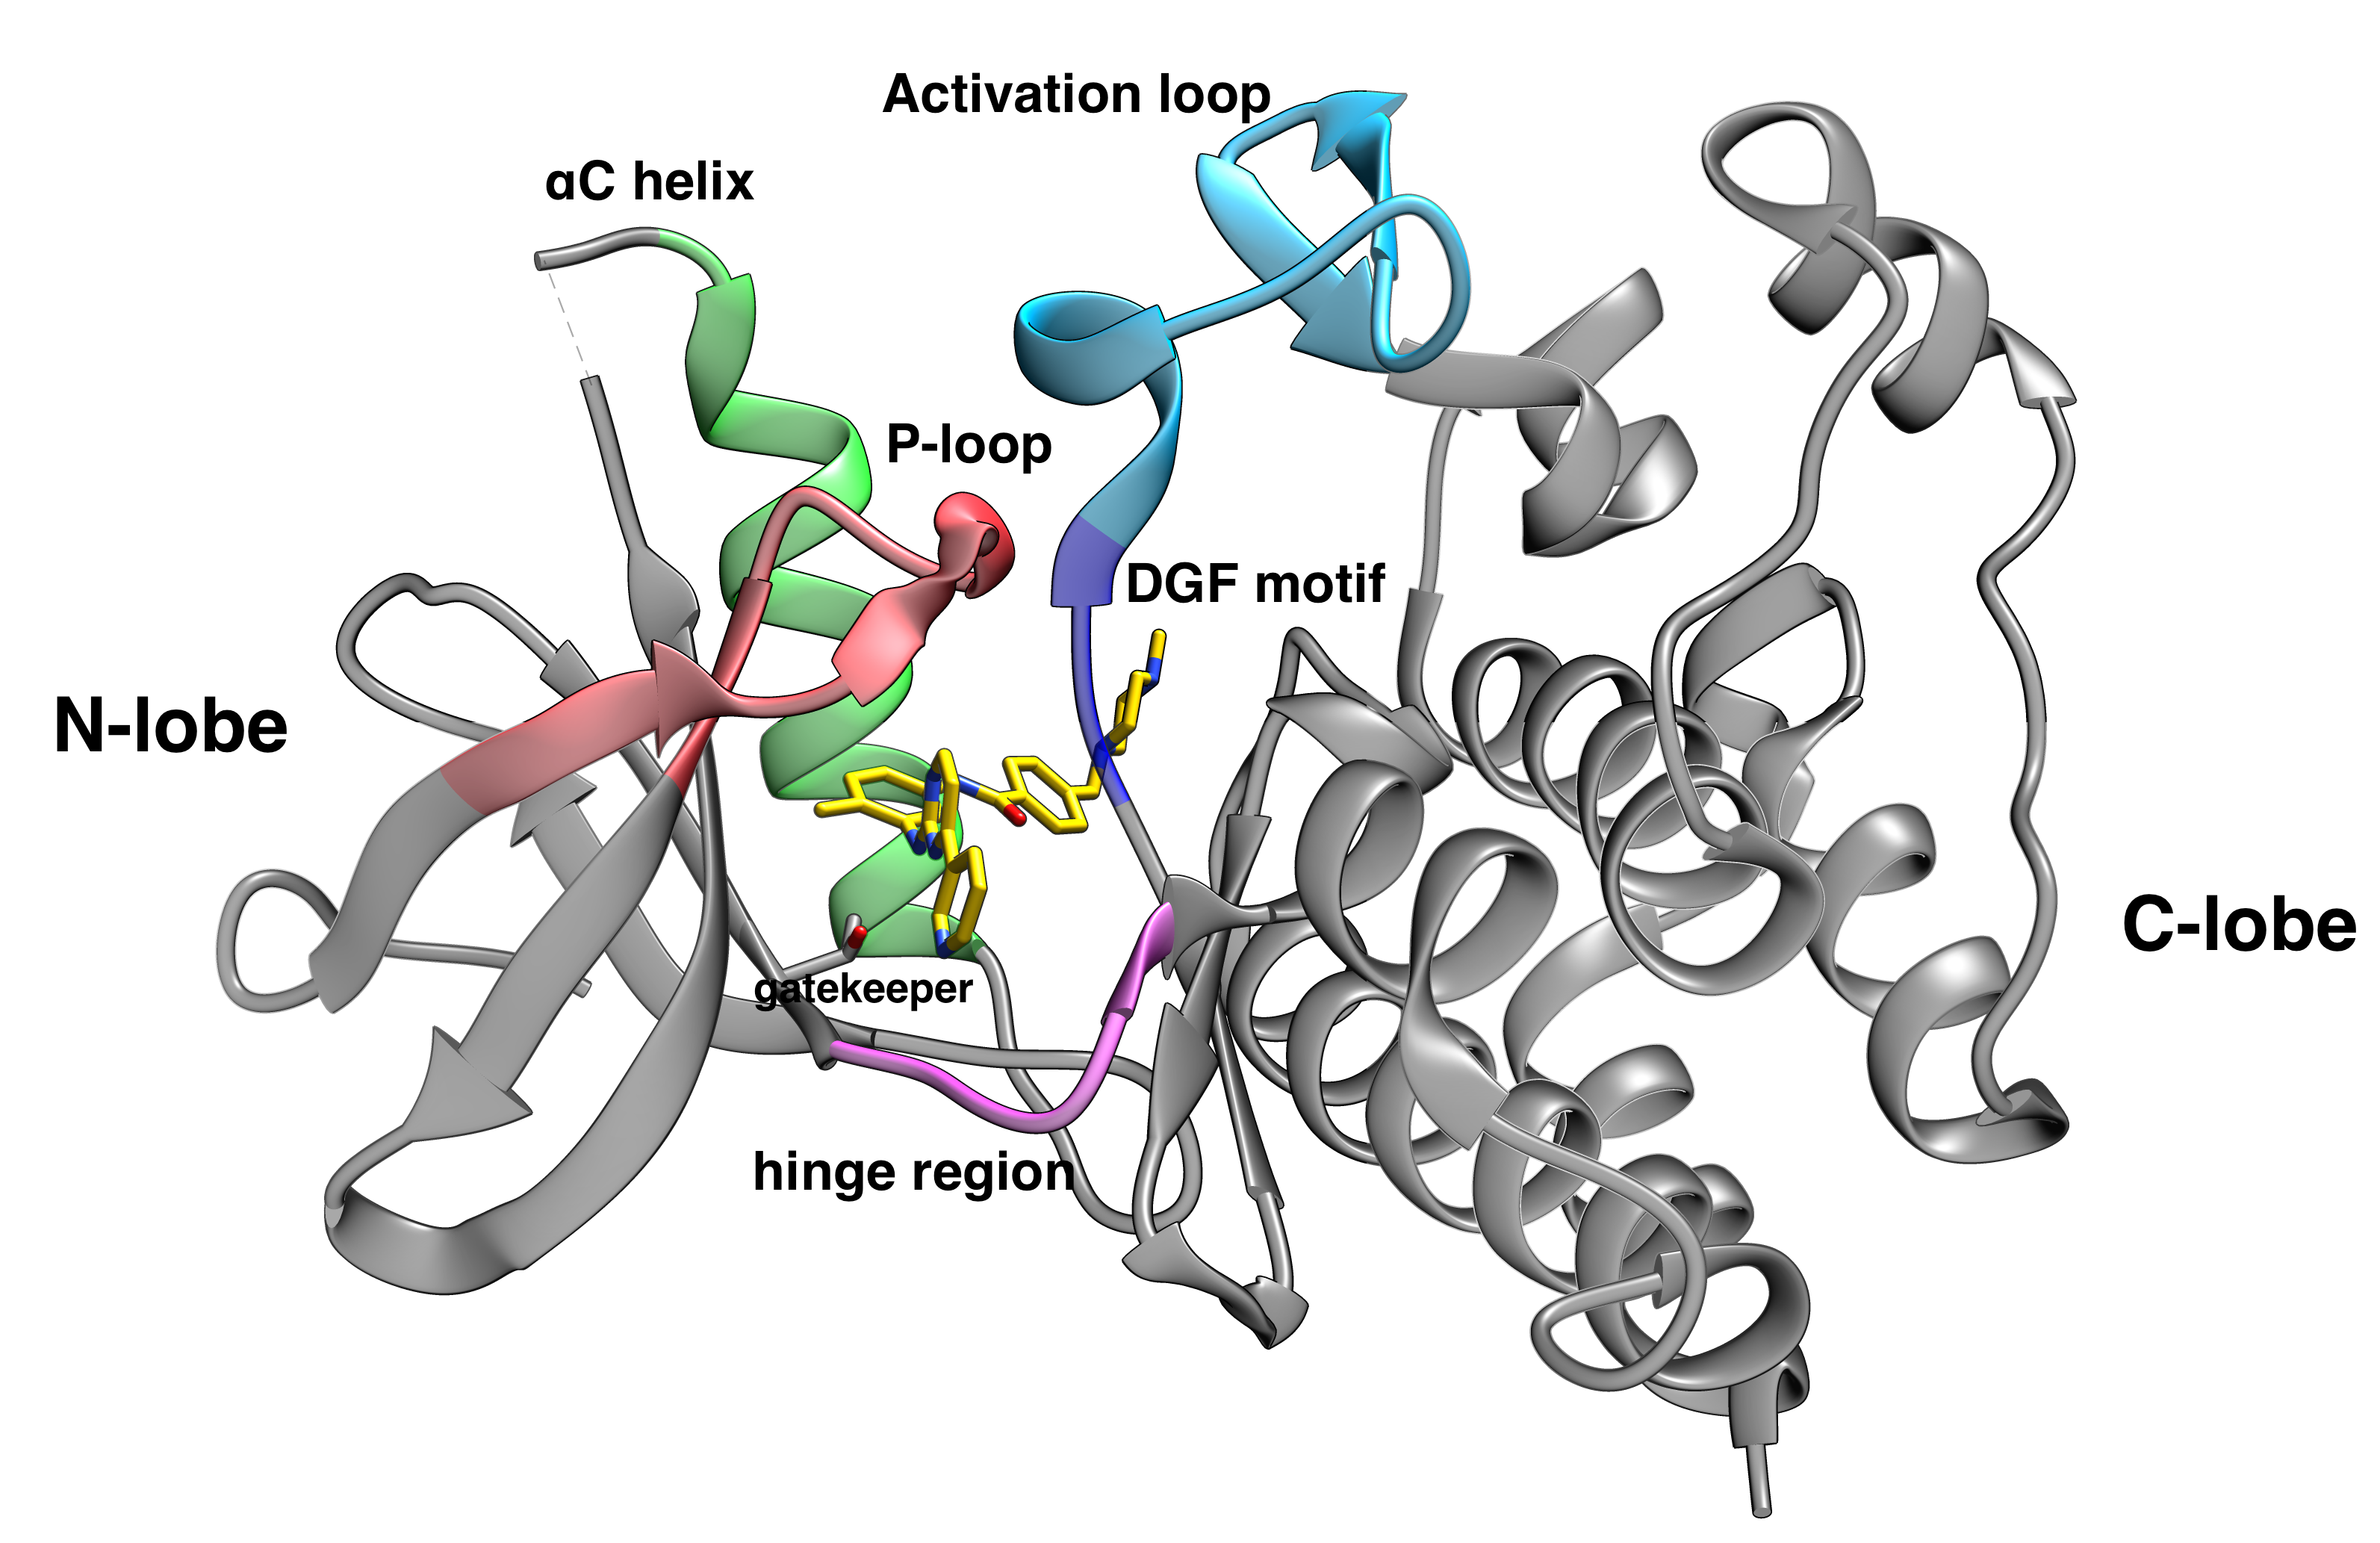 Activation loop
αC helix
P-loop
DGF motif
N-lobe
C-lobe
gatekeeper
hinge region